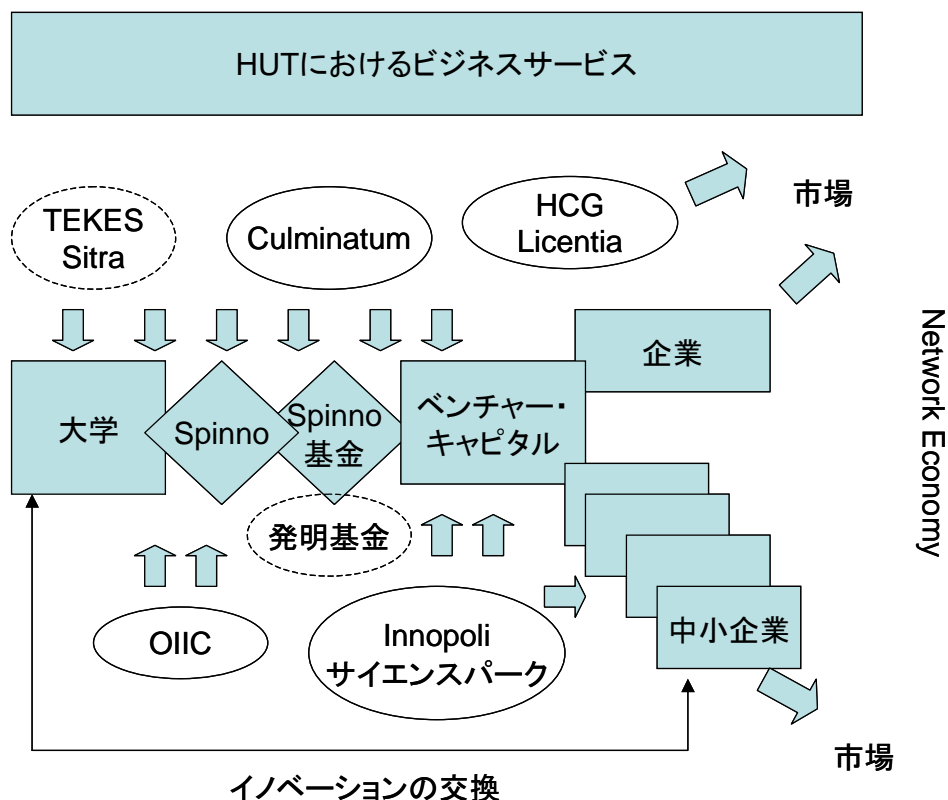 HUTにおけるビジネスサービス
TEKES
Sitra
Culminatum
HCG
Licentia
市場
企業
大学
Spinno
Spinno
基金
ベンチャー・
キャピタル
Network Economy
発明基金
OIIC
Innopoli
サイエンスパーク
中小企業
市場
イノベーションの交換